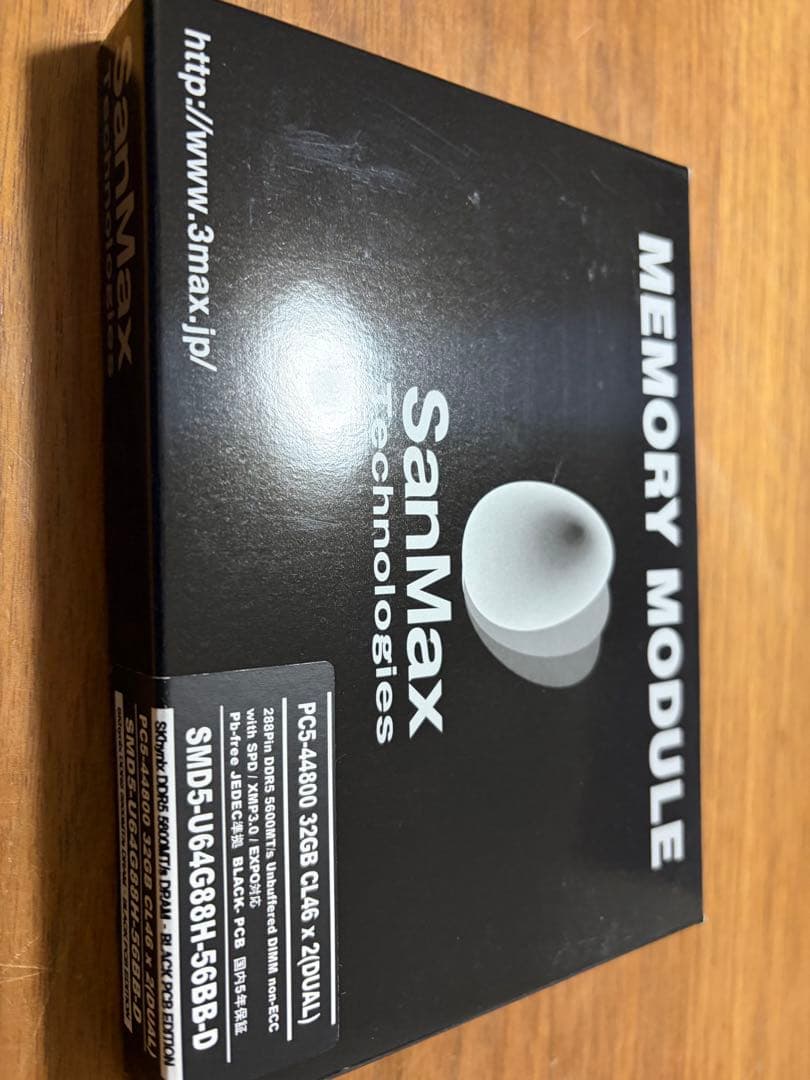 MEMORY MODULE
SanMax
Technologies
http://www.3max.jp/
PC5-44800 32GB CL46 x 2(DUAL)
288Pin DDR5 5600MT/s Unbuffered DIMM non-ECC
with SPD / XMP3.0 / EXPO対応
Pb-free JEDEC準拠 BLACK- PCB 国内5年保証
SMD5-U64G88H-56BB-D
SanMax
Technologies
SKhynix DDR5 5600MT/s DRAM - BLACK PCB EDITION
PC5-44800 32GB CL46 x 2(DUAL)
SMD5-U64G88H-56BB-D